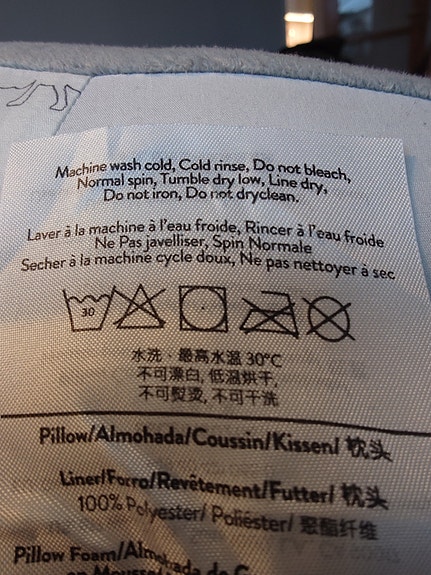 Machine wash cold, Cold rinse, Do not bleach,
Normal spin, Tumble dry low, Line dry,
Do not iron, Do not dryclean.
Laver à la machine à l'eau froide, Rincer à l'eau froide
Ne Pas javelliser, Spin Normale
Secher à la machine cycle doux, Ne pas nettoyer à sec
30
水洗 · 最高水溫 30°C
不可漂白, 低溫烘干,
不可熨燙, 不可干洗
Pillow/Almohada/Coussin/Kissen/ 枕头
Liner/Forro/Revêtement/Futter/ 枕头
100% Polyester/ Poliéster/ 聚酯纤维
Pillow Foam/Almohada de